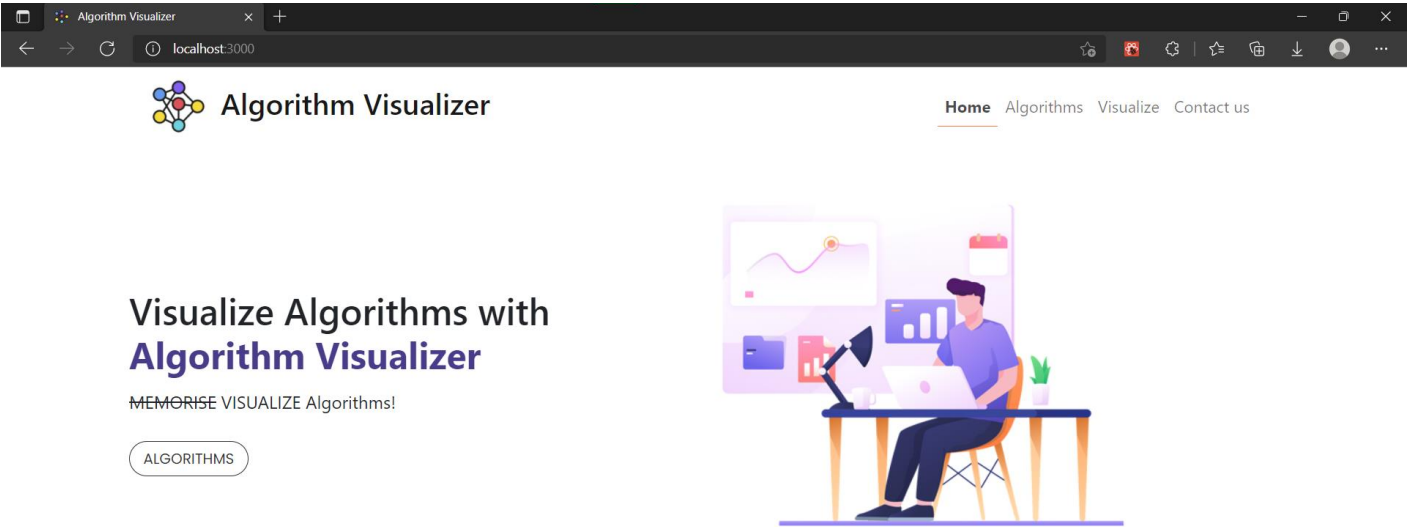 Algorithm Visualizer
localhost:3000
Algorithm Visualizer
Home Algorithms Visualize Contact us
Visualize Algorithms with
Algorithm Visualizer
MEMORISE VISUALIZE Algorithms!
ALGORITHMS